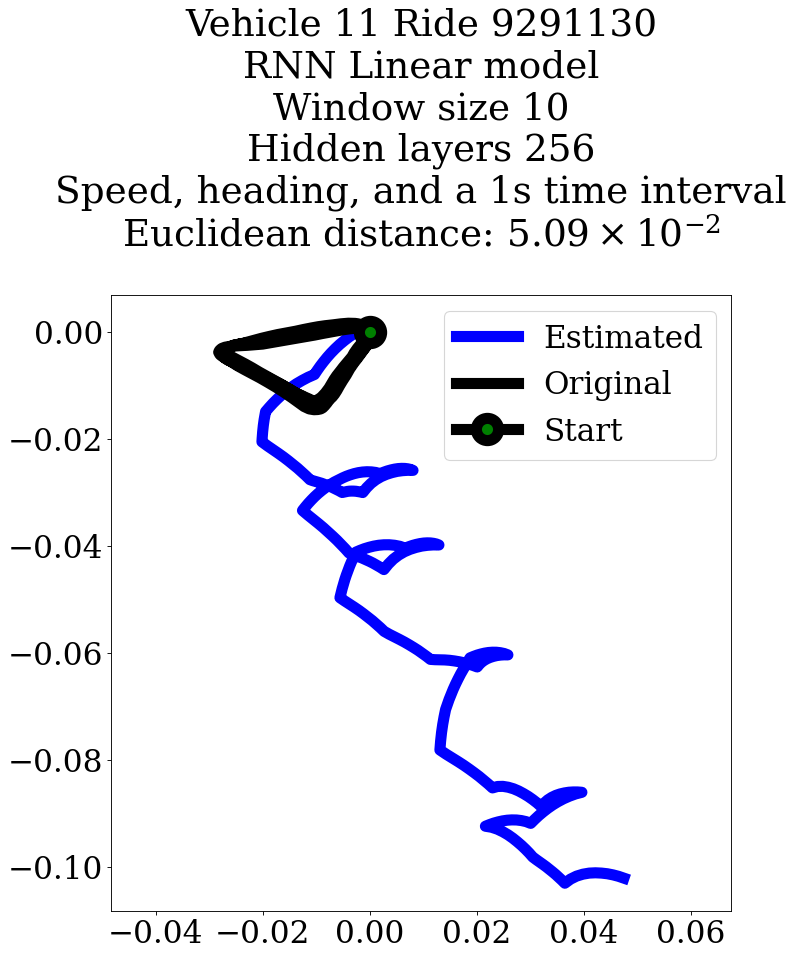 Vehicle 11 Ride 9291130
RNN Linear model
Window size 10
Hidden layers 256
Speed, heading, and a 1s time interval
Euclidean distance: 5.09 × 10⁻²
Estimated
Original
Start
0.00
−0.02
−0.04
−0.06
−0.08
−0.10
−0.04 −0.02 0.00 0.02 0.04 0.06